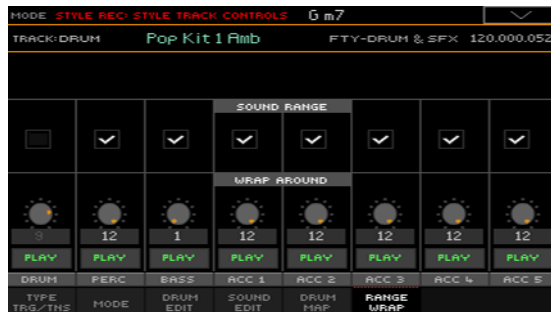 MODE STYLE REC: STYLE TRACK CONTROLS G m7
TRACK:DRUM Pop Kit 1 Amb FTY-DRUM & SFX 120.000.052
SOUND RANGE
WRAP AROUND
9 12 1 12 12 12 12 12
PLAY PLAY PLAY PLAY PLAY PLAY PLAY PLAY
DRUM PERC BASS ACC 1 ACC 2 ACC 3 ACC 4 ACC 5
TYPE TRG/TNS MODE DRUM EDIT SOUND EDIT DRUM MAP RANGE WRAP